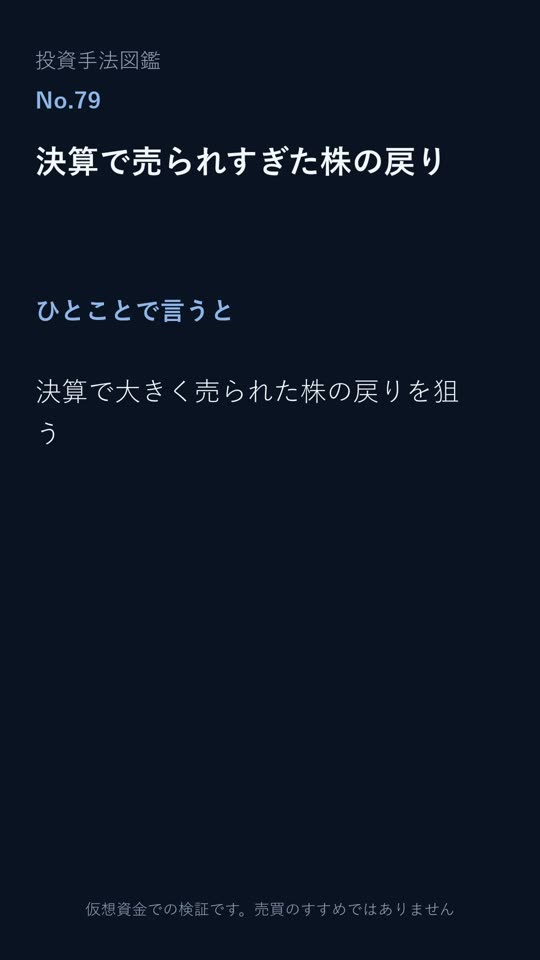 投資手法図鑑
No.79
決算で売られすぎた株の戻り
ひとことで言うと
決算で大きく売られた株の戻りを狙
う
仮想資金での検証です。売買のすすめではありません